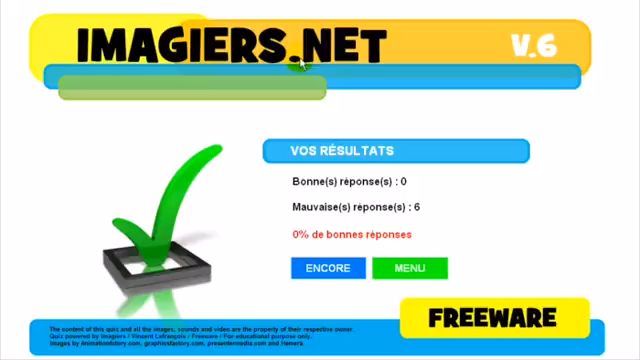 IMAGIERS.NET
V.6
VOS RÉSULTATS
Bonne(s) réponse(s) : 0
Mauvaise(s) réponse(s) : 6
0% de bonnes réponses
ENCORE
MENU
FREEWARE
The content of this quiz and all the images, sounds and video are the property of their respective owner.
Quiz powered by Imagiers / Vincent Lefrançois / Freeware / For educational purpose only.
Images by Animationfstory.com, graphicsfactory.com, presentermedia.com and Hemera.